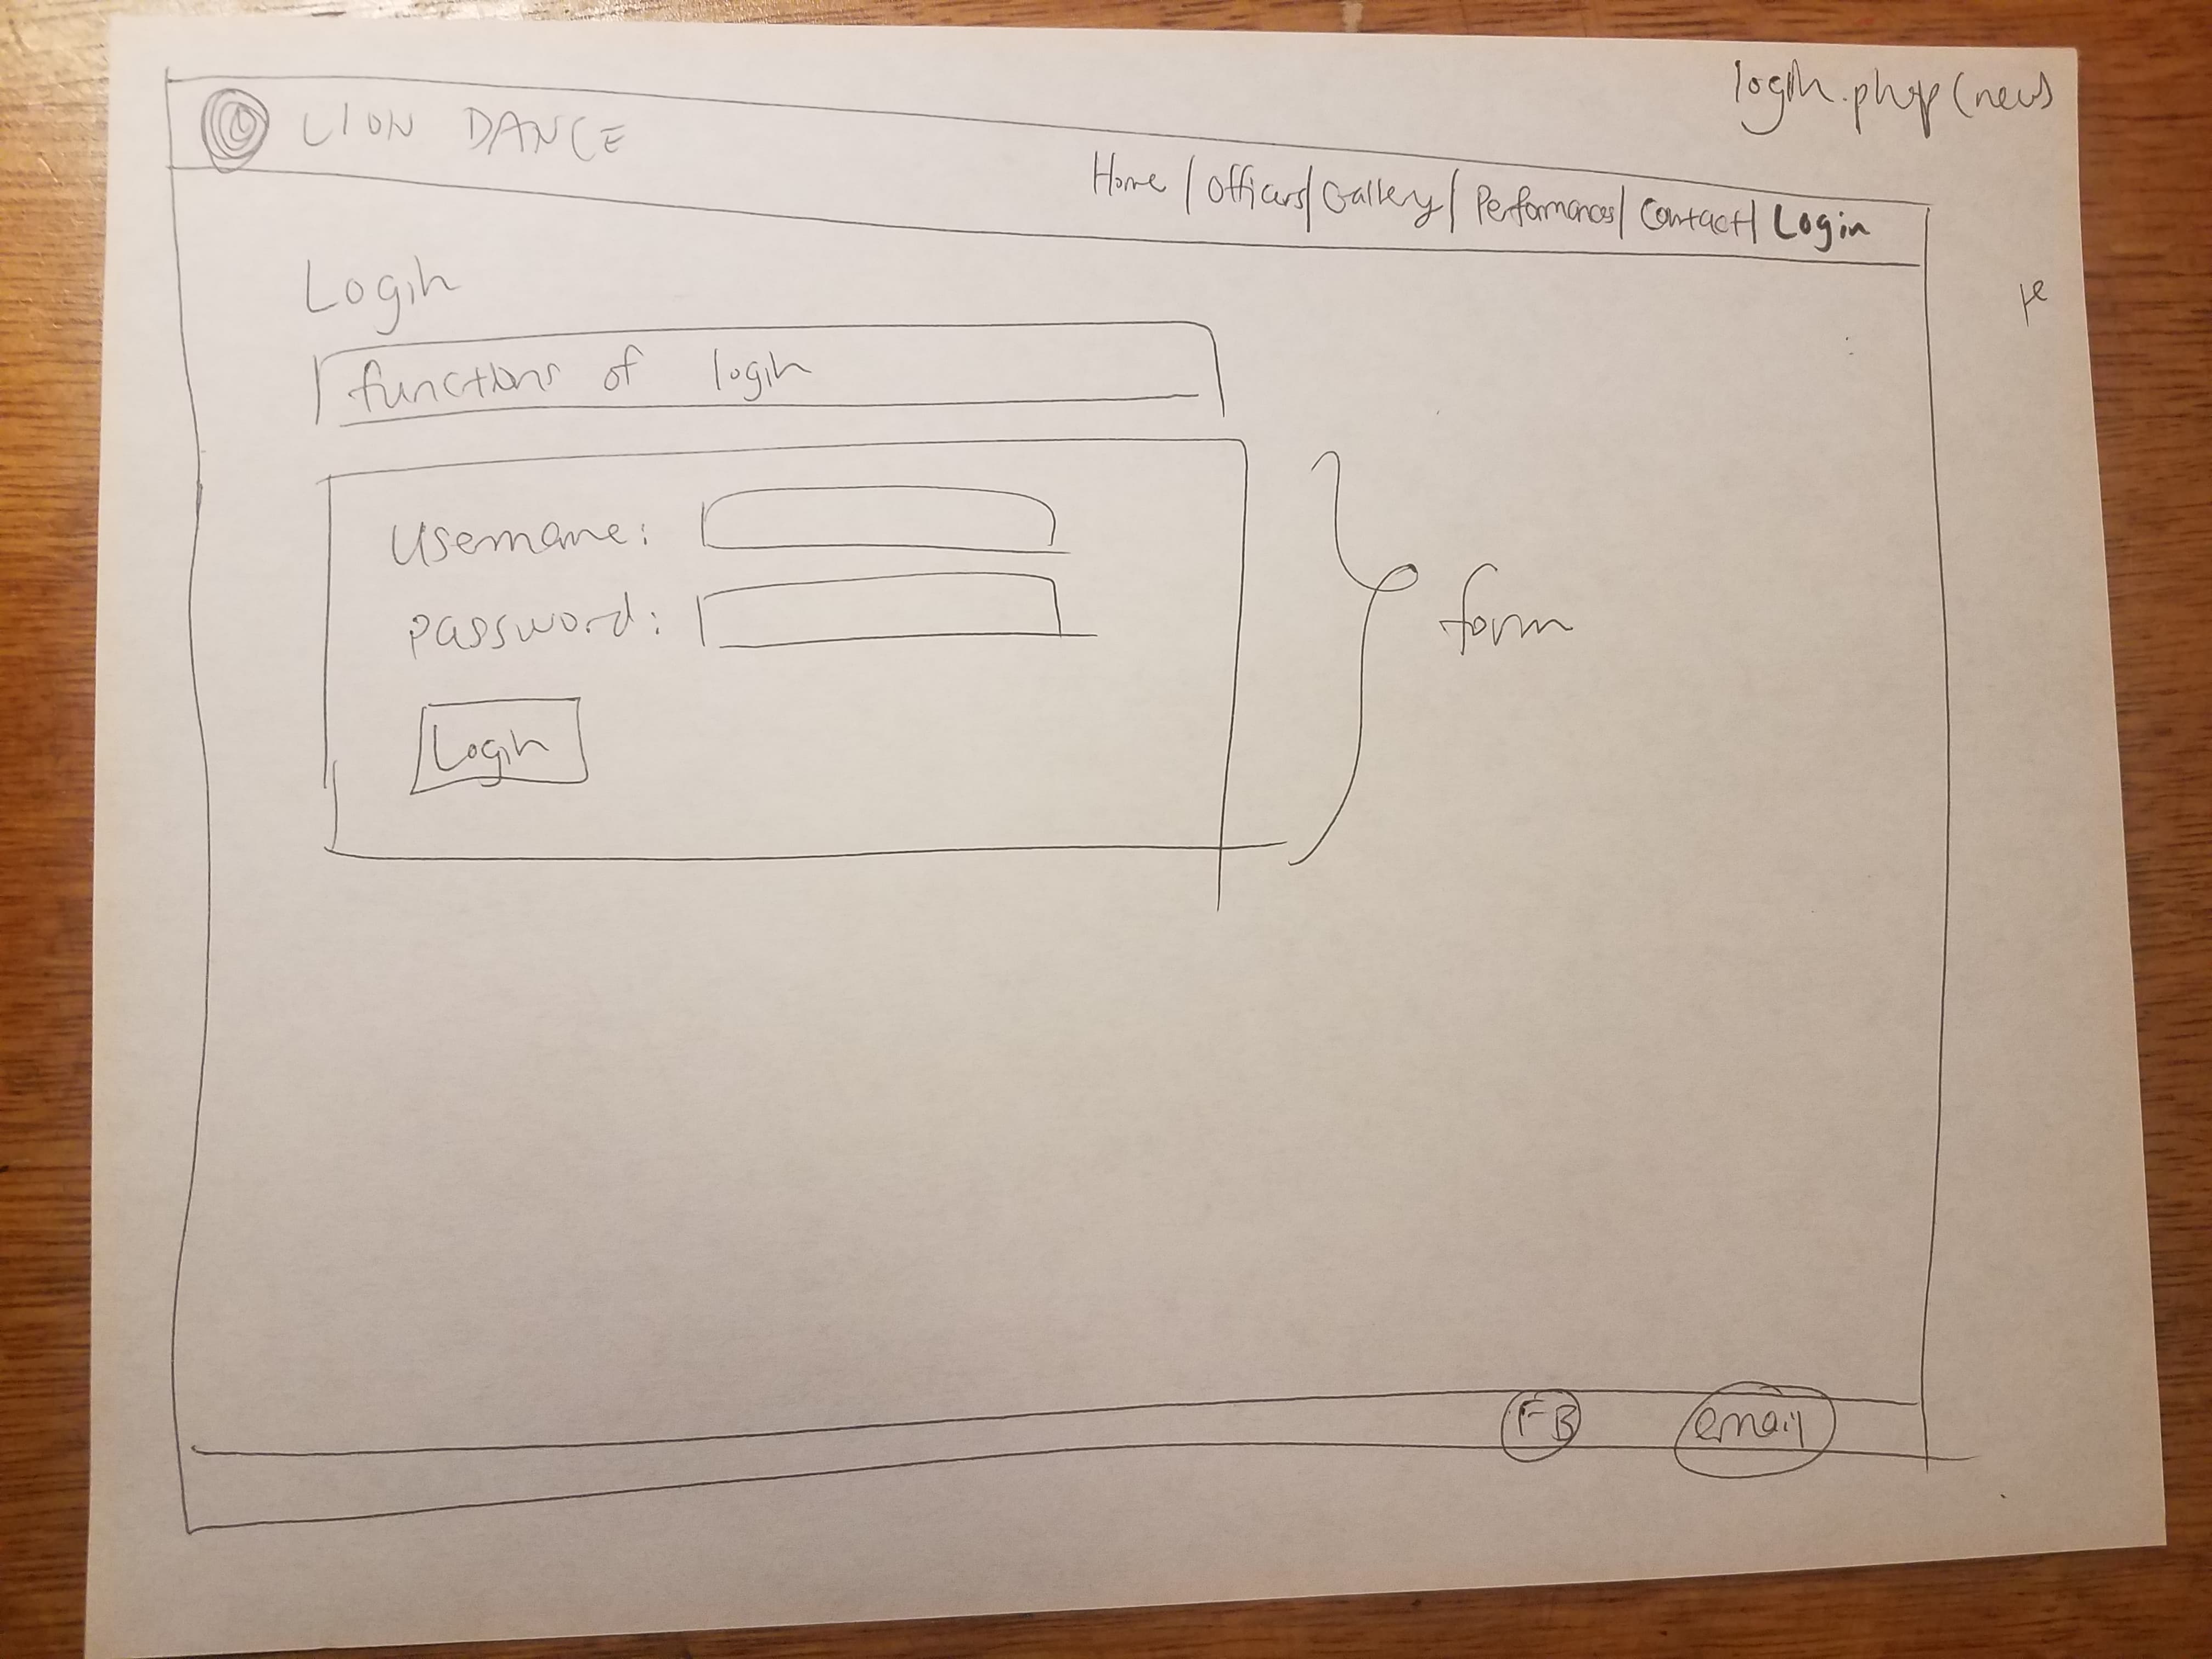 login.php (new)
LION DANCE
Home | Officers | Gallery | Performances | Contact | Login
Login
functions of login
username:
password:
Login
form
FB
email